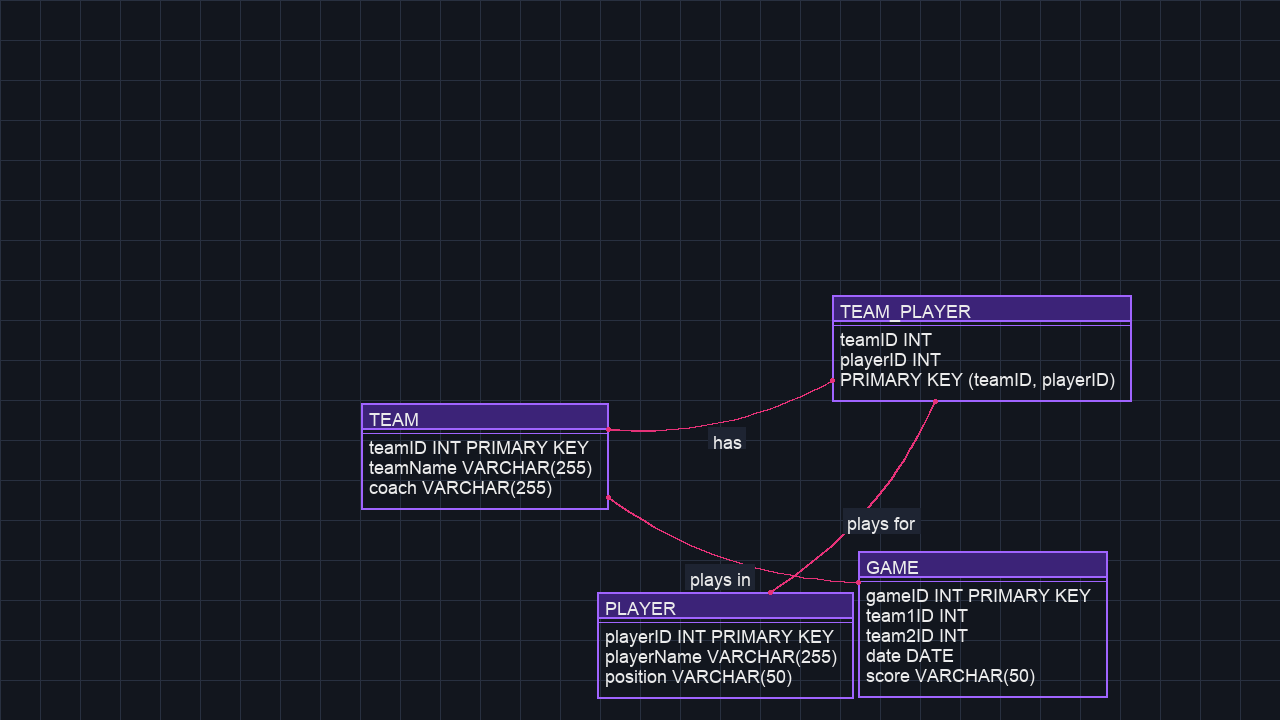 TEAM_PLAYER
teamID INT
playerID INT
PRIMARY KEY (teamID, playerID)
TEAM
teamID INT PRIMARY KEY
teamName VARCHAR(255)
coach VARCHAR(255)
has
plays for
plays in
GAME
gameID INT PRIMARY KEY
team1ID INT
team2ID INT
date DATE
score VARCHAR(50)
PLAYER
playerID INT PRIMARY KEY
playerName VARCHAR(255)
position VARCHAR(50)